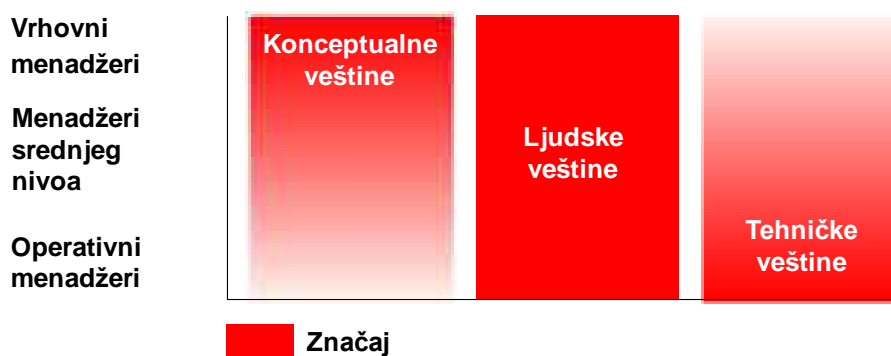 Vrhovni
menadžeri
Menadžeri
srednjeg
nivoa
Operativni
menadžeri
Konceptualne
veštine
Ljudske
veštine
Tehničke
veštine
Značaj